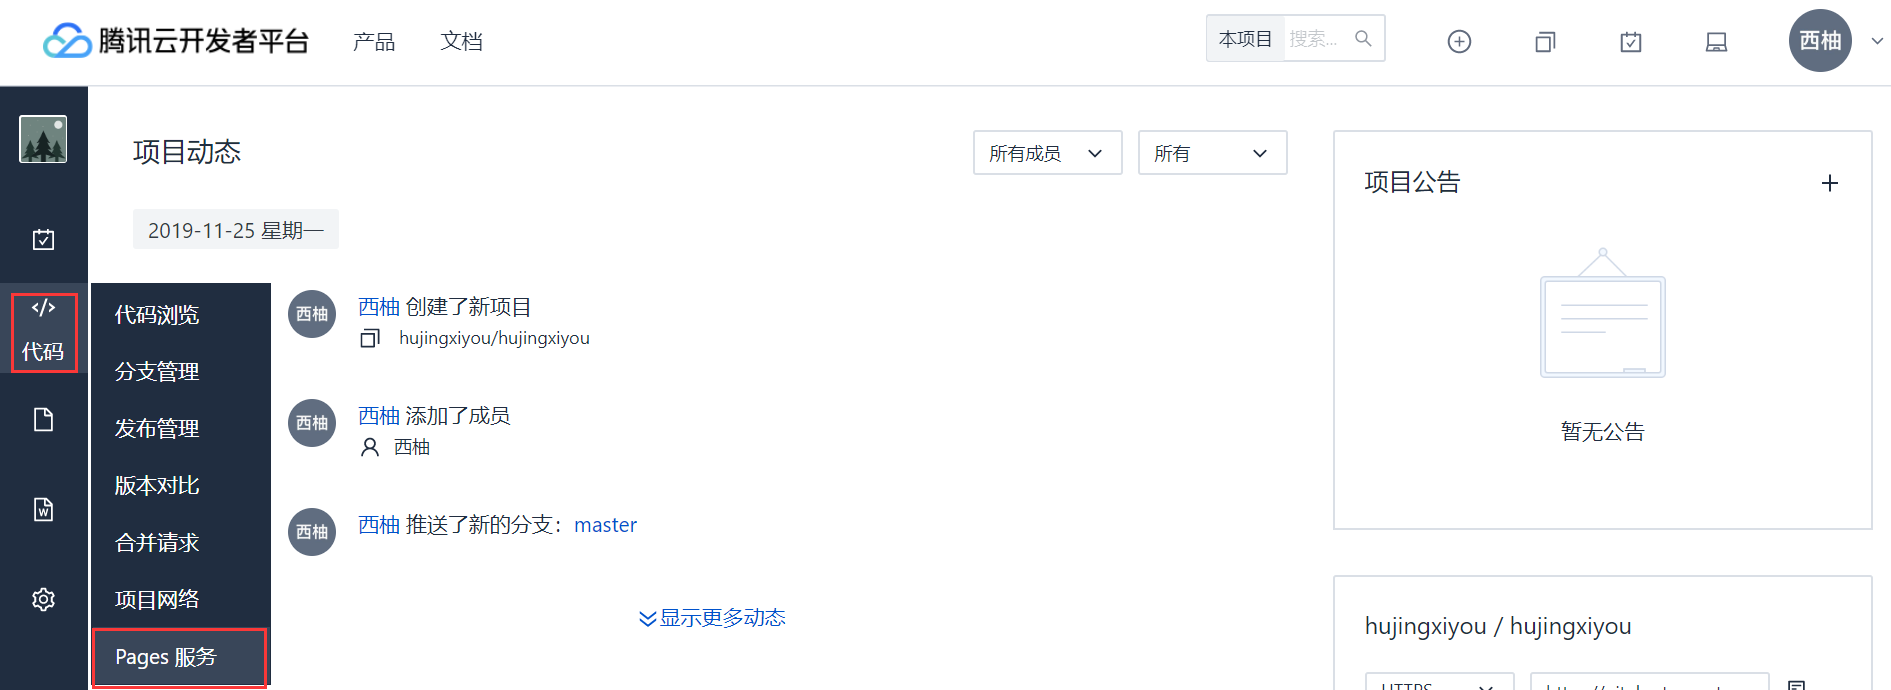 腾讯云开发者平台 产品 文档 本项目 搜索... 西柚
项目动态 所有成员 所有
2019-11-25 星期一
代码
代码浏览
分支管理
发布管理
版本对比
合并请求
项目网络
Pages 服务
西柚 西柚 创建了新项目
hujingxiyou/hujingxiyou
西柚 西柚 添加了成员
西柚
西柚 西柚 推送了新的分支：master
显示更多动态
项目公告
暂无公告
hujingxiyou / hujingxiyou
HTTPS